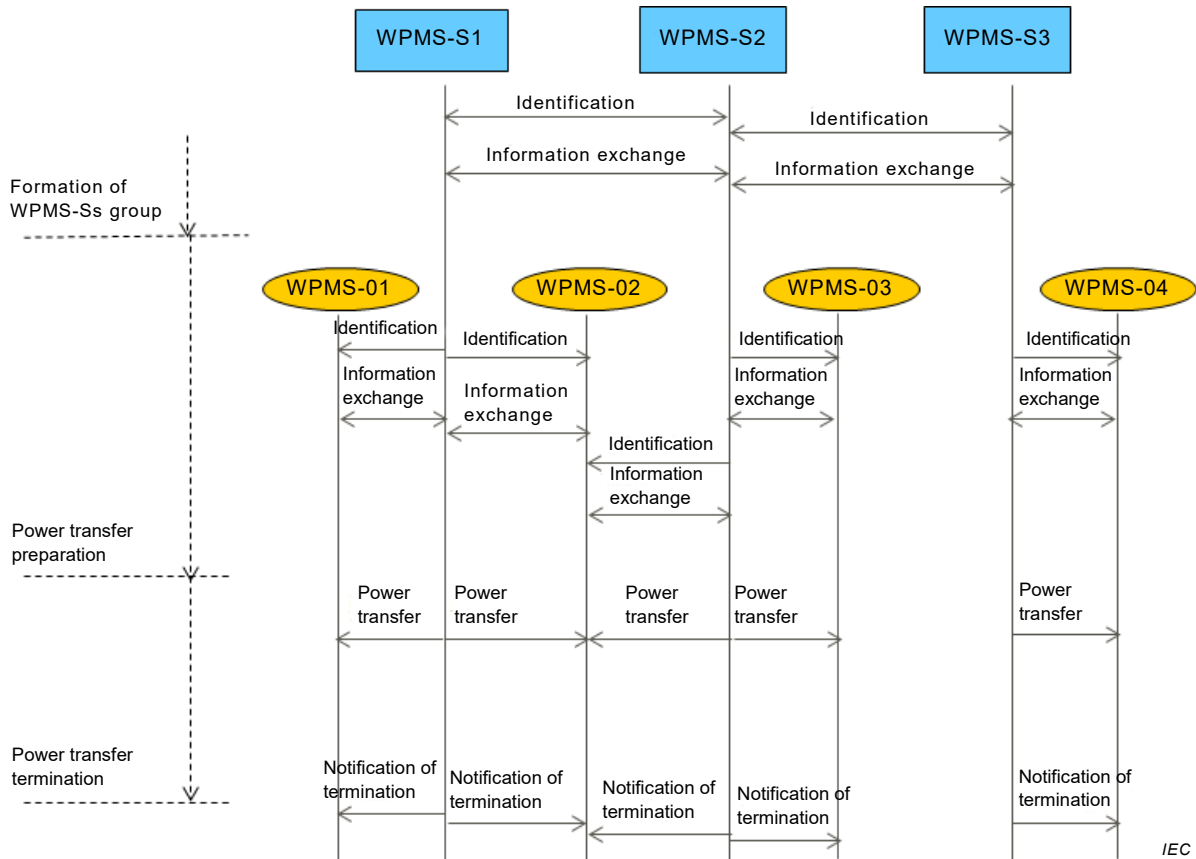 WPMS-S1
WPMS-S2
WPMS-S3
Identification
Identification
Information exchange
Information exchange
Formation of
WPMS-Ss group
WPMS-01
WPMS-02
WPMS-03
WPMS-04
Identification
Identification
Identification
Identification
Information
exchange
Information
exchange
Information
exchange
Information
exchange
Identification
Information
exchange
Power transfer
preparation
Power
transfer
Power
transfer
Power
transfer
Power
transfer
Power
transfer
Power transfer
termination
Notification of
termination
Notification of
termination
Notification of
termination
Notification of
termination
Notification of
termination
IEC